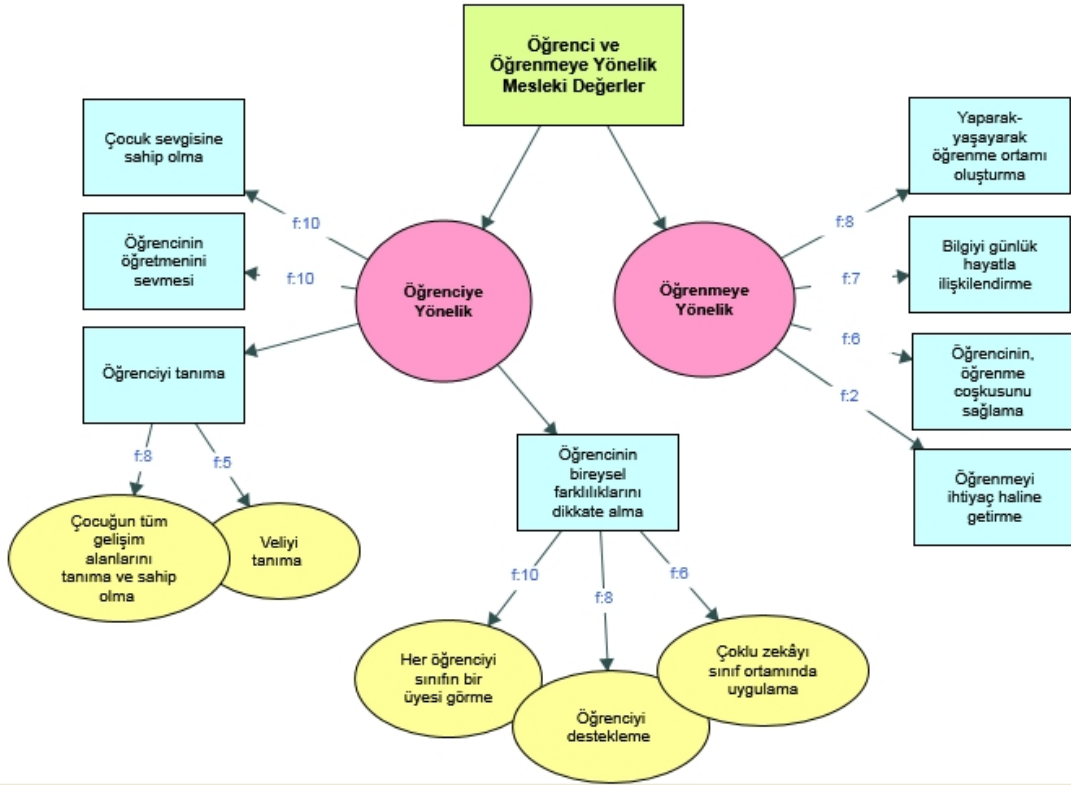 Öğrenci ve
Öğrenmeye Yönelik
Mesleki Değerler
Çocuk sevgisine
sahip olma
Öğrencinin
öğretmenini
sevmesi
Öğrenciyi tanıma
f:10
f:10
Öğrenciye
Yönelik
Öğrenmeye
Yönelik
f:8
f:7
f:6
f:2
Yaparak-
yaşayarak
öğrenme ortamı
oluşturma
Bilgiyi günlük
hayatla
ilişkilendirme
Öğrencinin,
öğrenme
coşkusunu
sağlama
Öğrenmeyi
ihtiyaç haline
getirme
f:8
f:5
Çocuğun tüm
gelişim
alanlarını
tanıma ve sahip
olma
Veliyi
tanıma
Öğrencinin
bireysel
farklılıklarını
dikkate alma
f:10
f:8
f:6
Her öğrenciyi
sınıfın bir
üyesi görme
Öğrenciyi
destekleme
Çoklu zekâyı
sınıf ortamında
uygulama